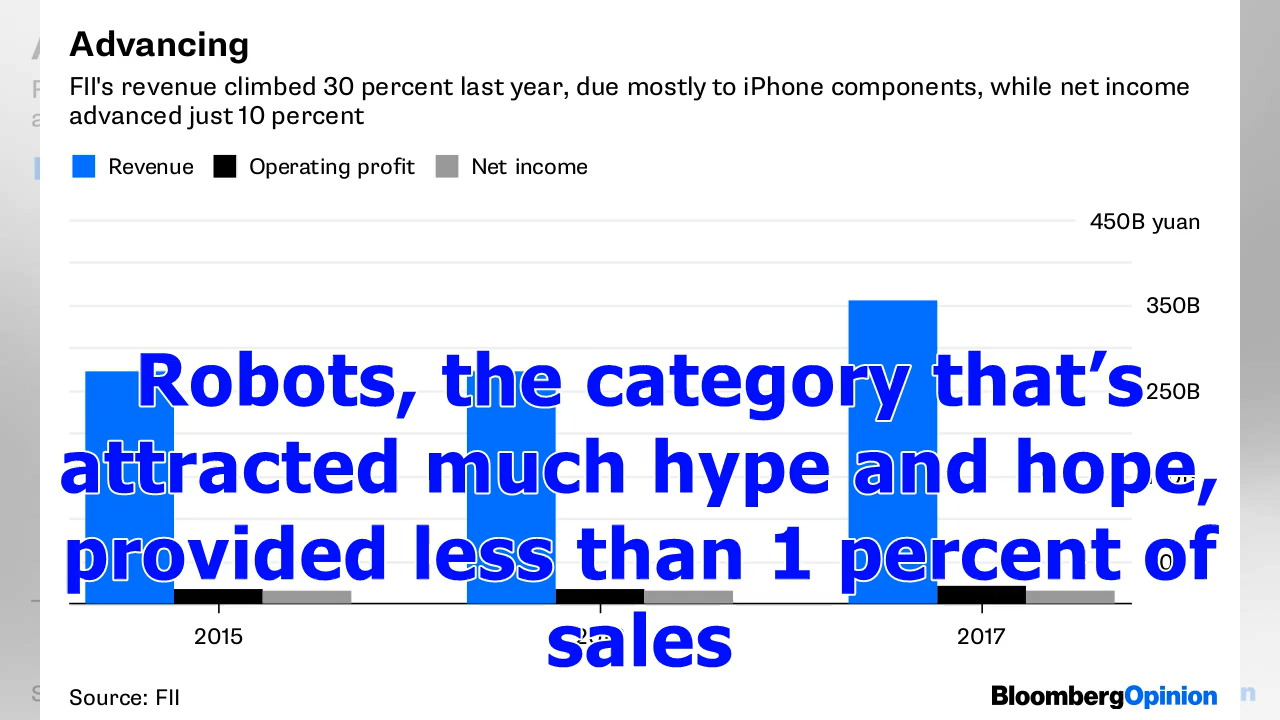 Advancing
FII's revenue climbed 30 percent last year, due mostly to iPhone components, while net income
advanced just 10 percent
Revenue Operating profit Net income
450B yuan
350B
250B
Robots, the category that’s
attracted much hype and hope,
provided less than 1 percent of
sales
2015
2017
Source: FII
BloombergOpinion